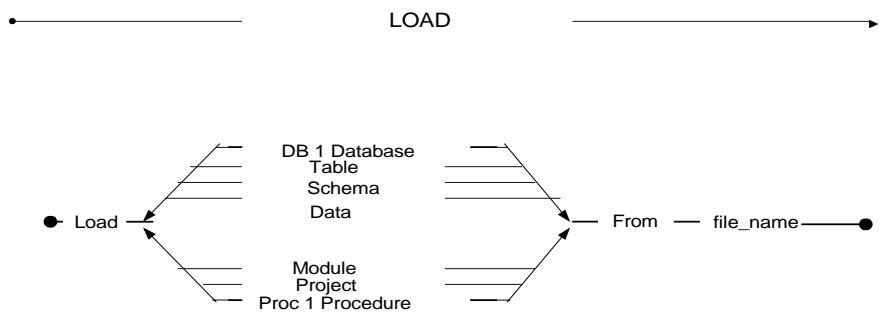 LOAD
DB 1 Database
Table
Schema
Data
Load From file_name
Module
Project
Proc 1 Procedure